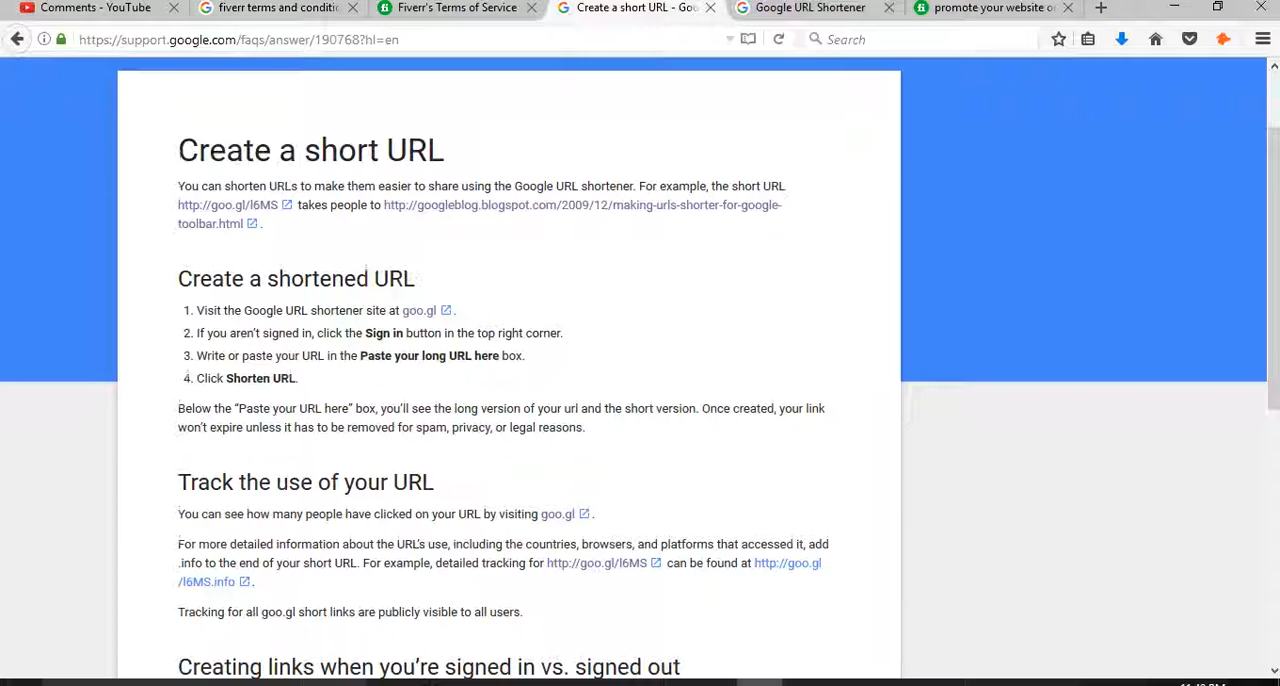 Comments - YouTube
fiverr terms and conditi
Fiverr's Terms of Service
Create a short URL - Goo
Google URL Shortener
promote your website o
https://support.google.com/faqs/answer/190768?hl=en
Search
Create a short URL
You can shorten URLs to make them easier to share using the Google URL shortener. For example, the short URL
http://goo.gl/l6MS takes people to http://googleblog.blogspot.com/2009/12/making-urls-shorter-for-google-
toolbar.html .
Create a shortened URL
1. Visit the Google URL shortener site at goo.gl .
2. If you aren't signed in, click the Sign in button in the top right corner.
3. Write or paste your URL in the Paste your long URL here box.
4. Click Shorten URL.
Below the “Paste your URL here” box, you'll see the long version of your url and the short version. Once created, your link
won't expire unless it has to be removed for spam, privacy, or legal reasons.
Track the use of your URL
You can see how many people have clicked on your URL by visiting goo.gl .
For more detailed information about the URL's use, including the countries, browsers, and platforms that accessed it, add
.info to the end of your short URL. For example, detailed tracking for http://goo.gl/l6MS can be found at http://goo.gl
/l6MS.info .
Tracking for all goo.gl short links are publicly visible to all users.
Creating links when you're signed in vs. signed out